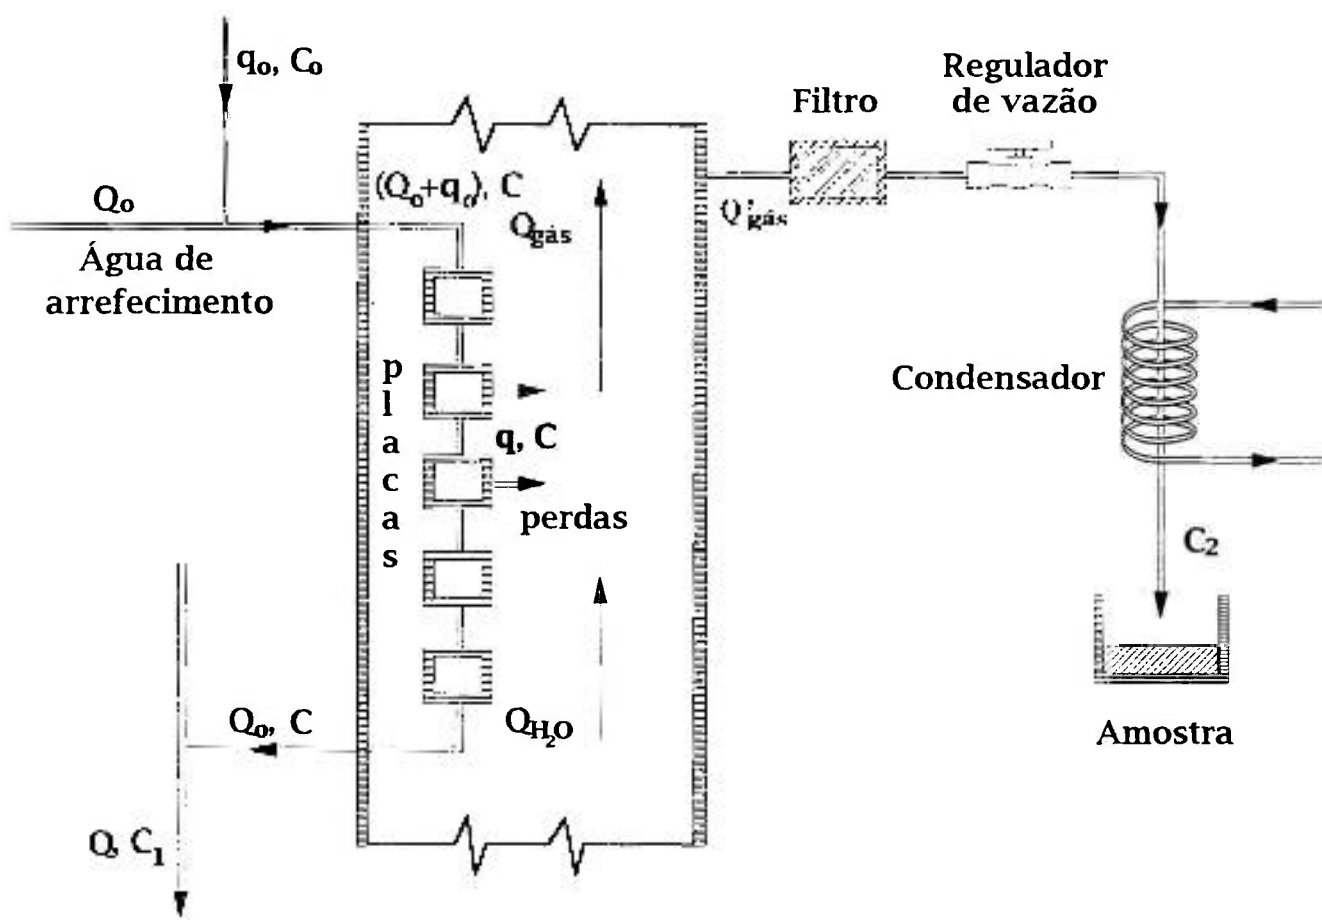 q₀, C₀
Regulador
de vazão
Filtro
Q₀
Água de
arrefecimento
(Q₀+q₀), C
Qgás
Q'gás
placas
q, C
perdas
Condensador
C₂
Q₀, C
QH₂O
Amostra
Q, C₁